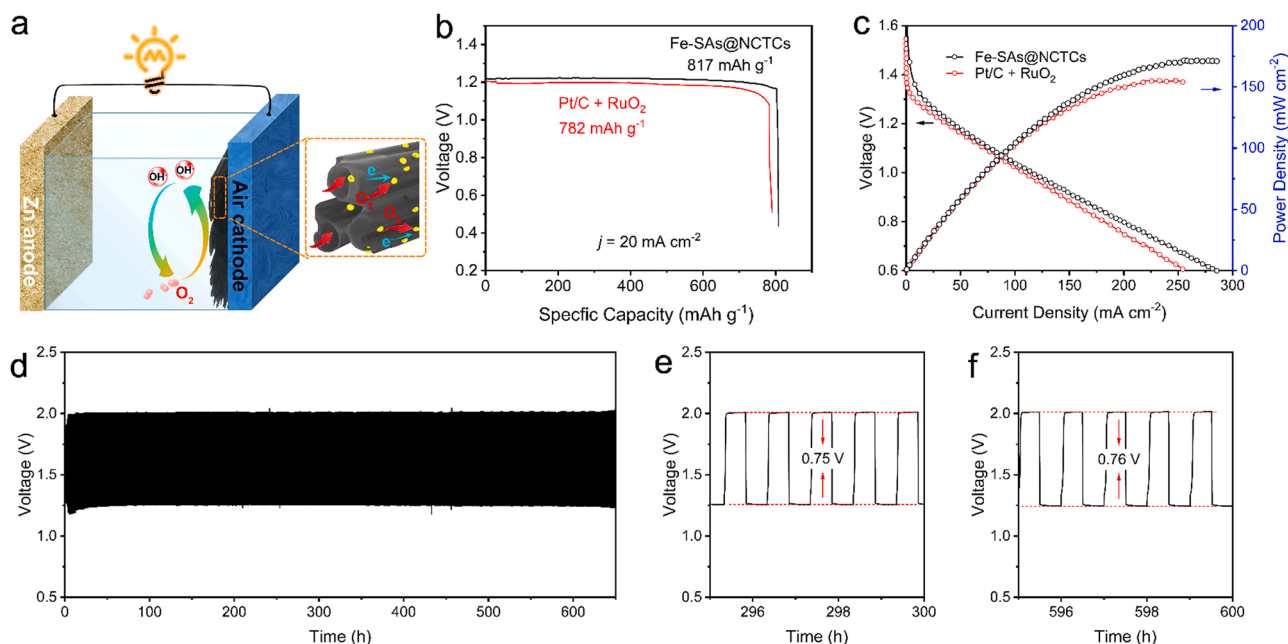 a
Zn anode
OH⁻
OH⁻
O₂
Air cathode
O₂
e⁻
O₂
e⁻
b
Voltage (V)
1.4
1.2
1.0
0.8
0.6
0.4
0.2
Fe-SAs@NCTCs
817 mAh g⁻¹
Pt/C + RuO₂
782 mAh g⁻¹
j = 20 mA cm⁻²
0 200 400 600 800
Specfic Capacity (mAh g⁻¹)
c
Voltage (V)
1.6
1.4
1.2
1.0
0.8
0.6
Fe-SAs@NCTCs
Pt/C + RuO₂
200
150
100
50
0
Power Density (mW cm⁻²)
0 50 100 150 200 250 300
Current Density (mA cm⁻²)
d
Voltage (V)
2.5
2.0
1.5
1.0
0.5
0 100 200 300 400 500 600
Time (h)
e
Voltage (V)
2.5
2.0
1.5
1.0
0.5
0.75 V
296 298 300
Time (h)
f
Voltage (V)
2.5
2.0
1.5
1.0
0.5
0.76 V
596 598 600
Time (h)